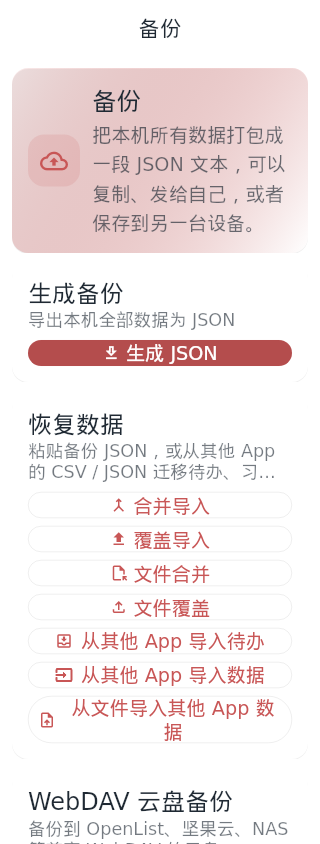 备份
备份
把本机所有数据打包成
一段 JSON 文本，可以
复制、发给自己，或者
保存到另一台设备。
生成备份
导出本机全部数据为 JSON
生成 JSON
恢复数据
粘贴备份 JSON，或从其他 App
的 CSV / JSON 迁移待办、习…
合并导入
覆盖导入
文件合并
文件覆盖
从其他 App 导入待办
从其他 App 导入数据
从文件导入其他 App 数
据
WebDAV 云盘备份
备份到 OpenList、坚果云、NAS